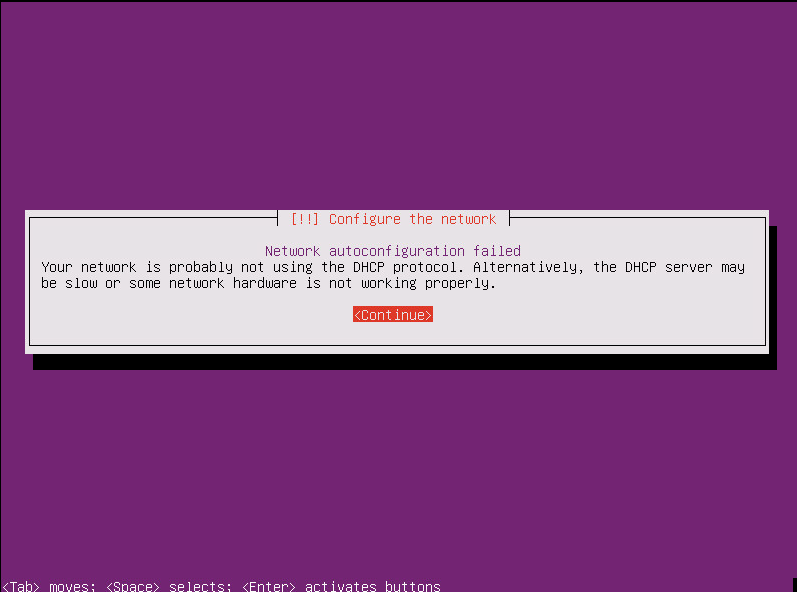 [!!] Configure the network
Network autoconfiguration failed
Your network is probably not using the DHCP protocol. Alternatively, the DHCP server may
be slow or some network hardware is not working properly.
<Continue>
<Tab> moves; <Space> selects; <Enter> activates buttons